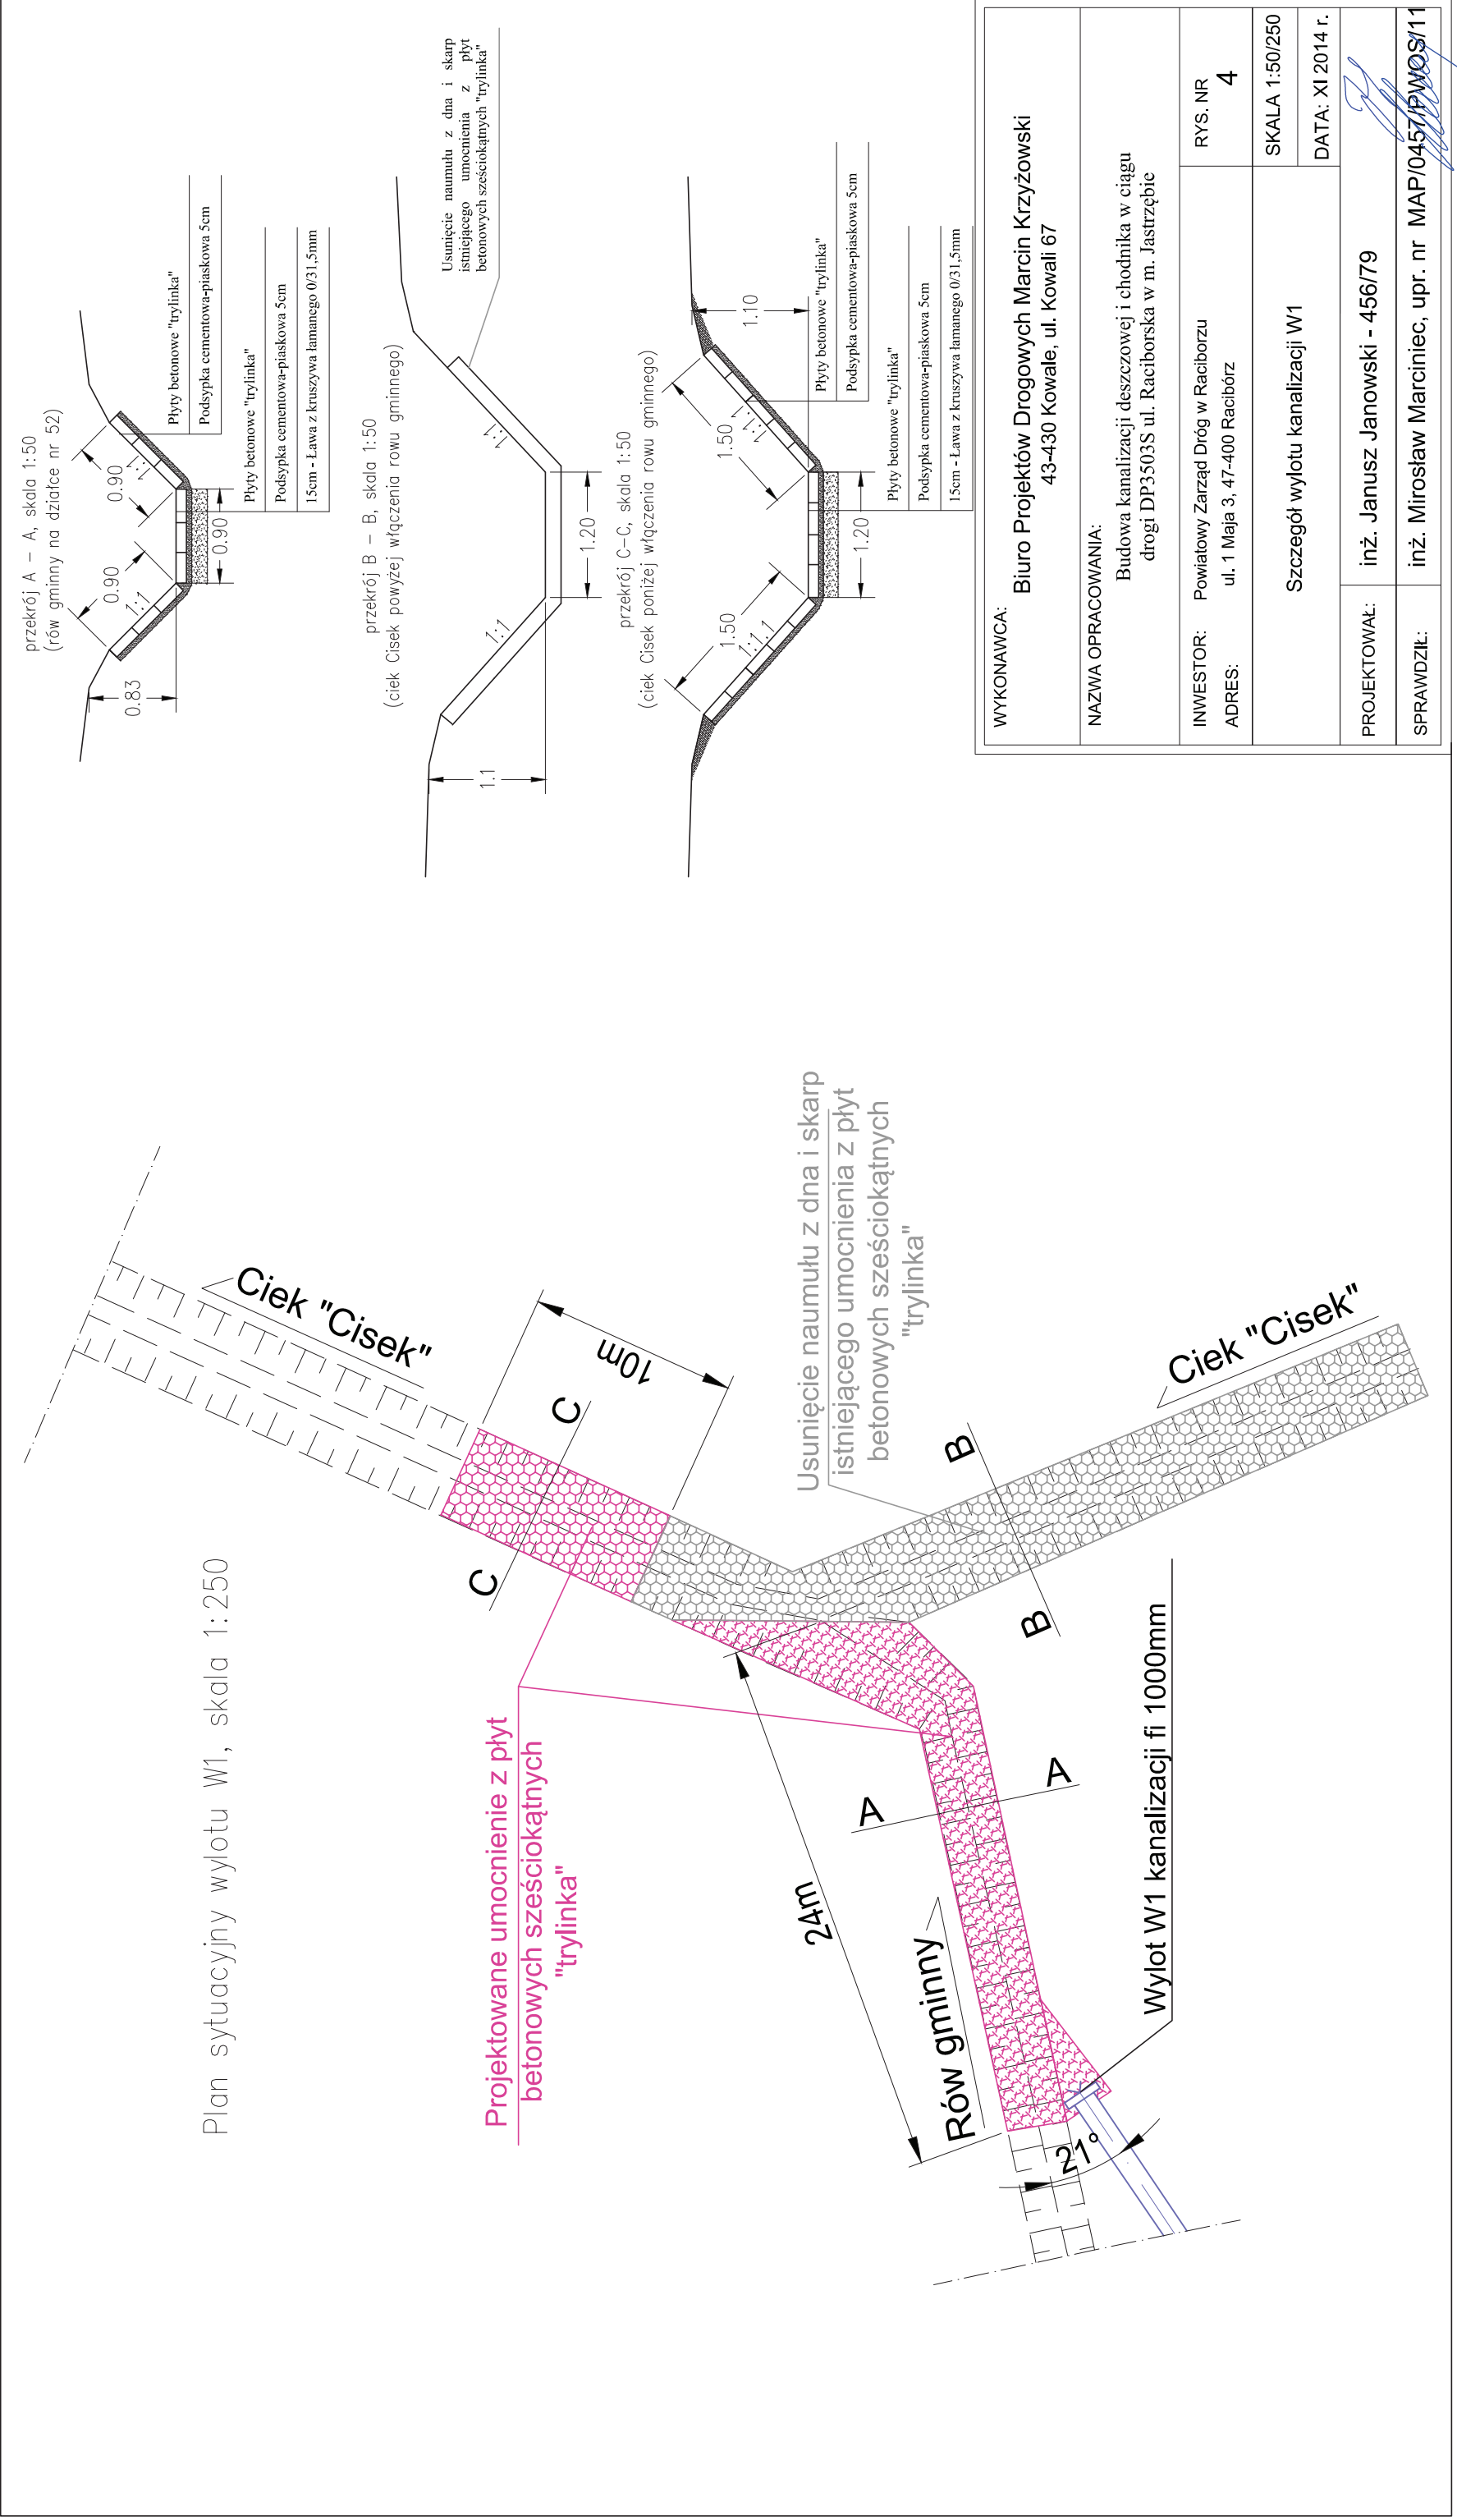 Plan sytuacyjny wylotu W1, skala 1:250
Projektowane umocnienie z płyt
betonowych sześciokątnych
"trylinka"
Ciek "Cisek"
10m
C
C
Usunięcie naumułu z dna i skarp
istniejącego umocnienia z płyt
betonowych sześciokątnych
"trylinka"
Ciek "Cisek"
B
B
A
A
24m
Rów gminny
21°
Wylot W1 kanalizacji fi 1000mm
przekrój A - A, skala 1:50
(rów gminny na działce nr 52)
0.83
0.90
0.90
1:1
1:1
0.90
Płyty betonowe "trylinka"
Podsypka cementowa-piaskowa 5cm
Płyty betonowe "trylinka"
Podsypka cementowa-piaskowa 5cm
15cm - Ława z kruszywa łamanego 0/31,5mm
przekrój B - B, skala 1:50
(ciek Cisek powyżej włączenia rowu gminnego)
1.1
1:1
1:1
1.20
Usunięcie naumułu z dna i skarp
istniejącego umocnienia z płyt
betonowych sześciokątnych "trylinka"
przekrój C-C, skala 1:50
(ciek Cisek poniżej włączenia rowu gminnego)
1.50
1:1.1
1.50
1:1.1
1.10
1.20
Płyty betonowe "trylinka"
Podsypka cementowa-piaskowa 5cm
Płyty betonowe "trylinka"
Podsypka cementowa-piaskowa 5cm
15cm - Ława z kruszywa łamanego 0/31,5mm
WYKONAWCA:
Biuro Projektów Drogowych Marcin Krzyżowski
43-430 Kowale, ul. Kowali 67
NAZWA OPRACOWANIA:
Budowa kanalizacji deszczowej i chodnika w ciągu
drogi DP3503S ul. Raciborska w m. Jastrzębie
INWESTOR: Powiatowy Zarząd Dróg w Raciborzu
ADRES: ul. 1 Maja 3, 47-400 Racibórz
RYS. NR
4
Szczegół wylotu kanalizacji W1
SKALA 1:50/250
DATA: XI 2014 r.
PROJEKTOWAŁ: inż. Janusz Janowski - 456/79
SPRAWDZIŁ: inż. Mirosław Marciniec, upr. nr MAP/0457/PWOS/11